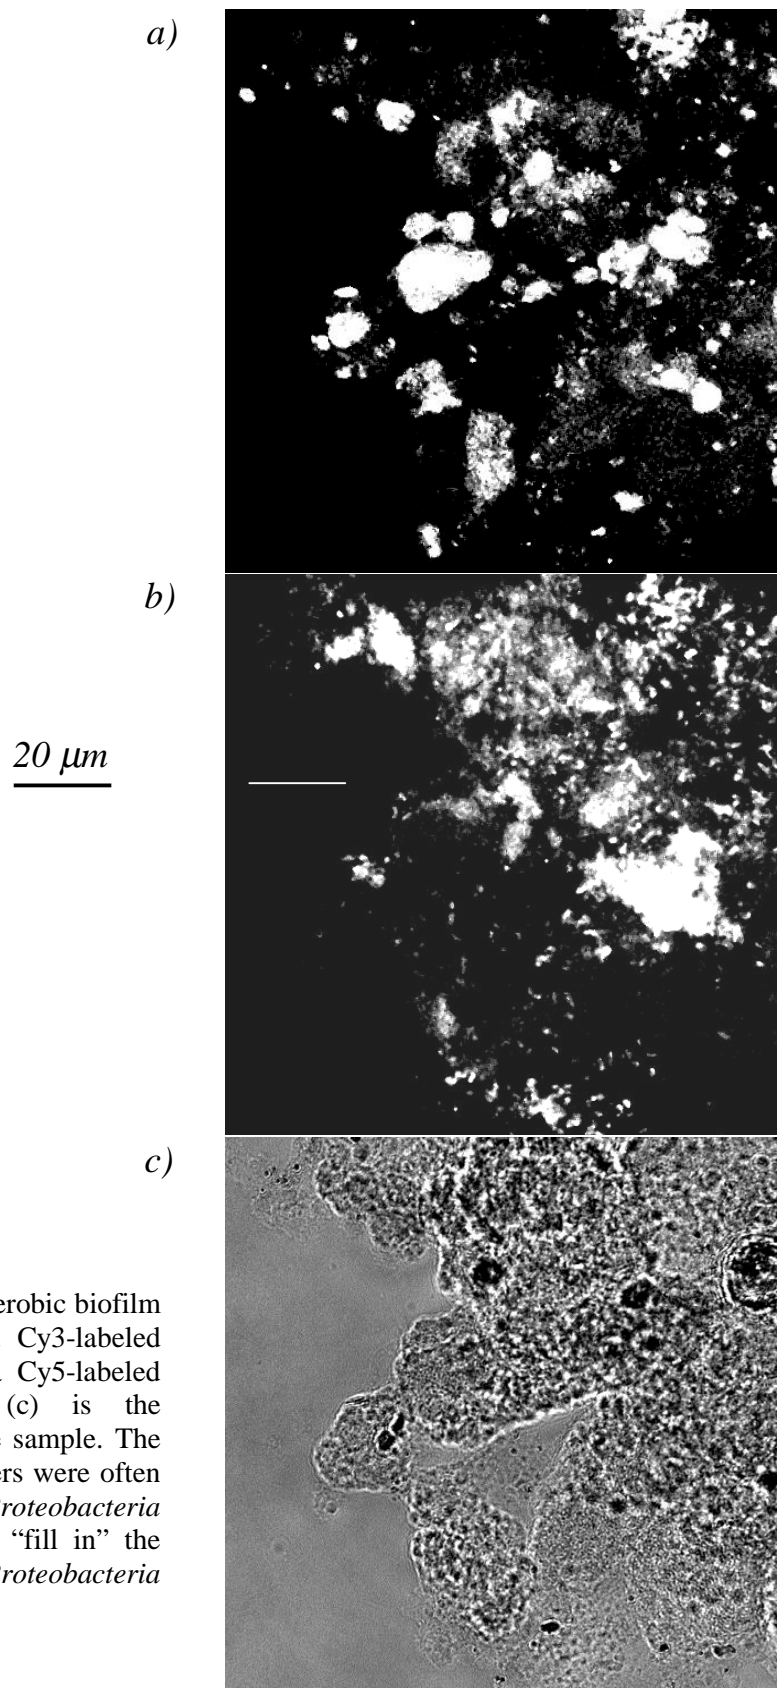 a)
b)
20 μm
c)
erobic biofilm
Cy3-labeled
Cy5-labeled
(c) is the
sample. The
ers were often
roteobacteria
“fill in” the
roteobacteria